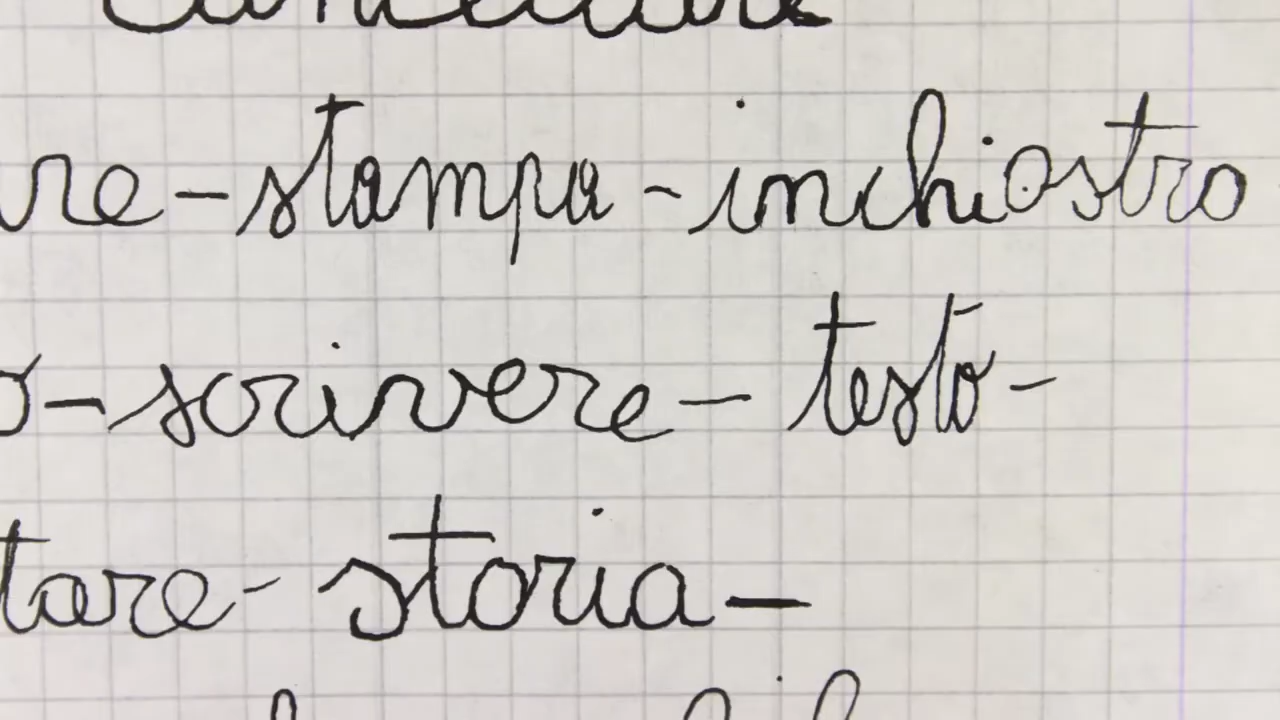 re - stampa - inchiostro
o - scrivere - testo -
tare - storia -